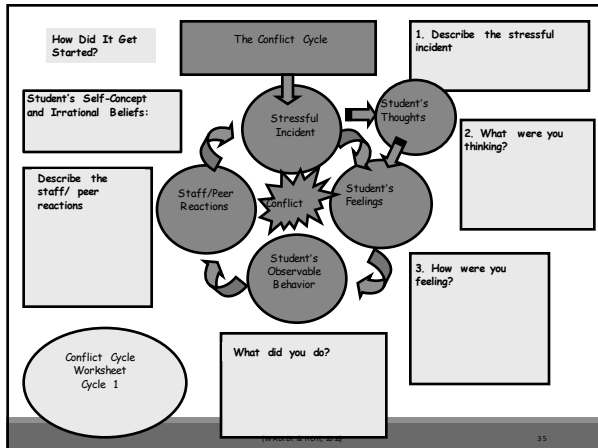 How Did It Get
Started?
The Conflict Cycle
1. Describe the stressful
incident
Student's Self-Concept
and Irrational Beliefs:
Stressful
Incident
Student's
Thoughts
2. What were you
thinking?
Describe the
staff/ peer
reactions
Staff/Peer
Reactions
Conflict
Student's
Feelings
Student's
Observable
Behavior
3. How were you
feeling?
Conflict Cycle
Worksheet
Cycle 1
What did you do?
35